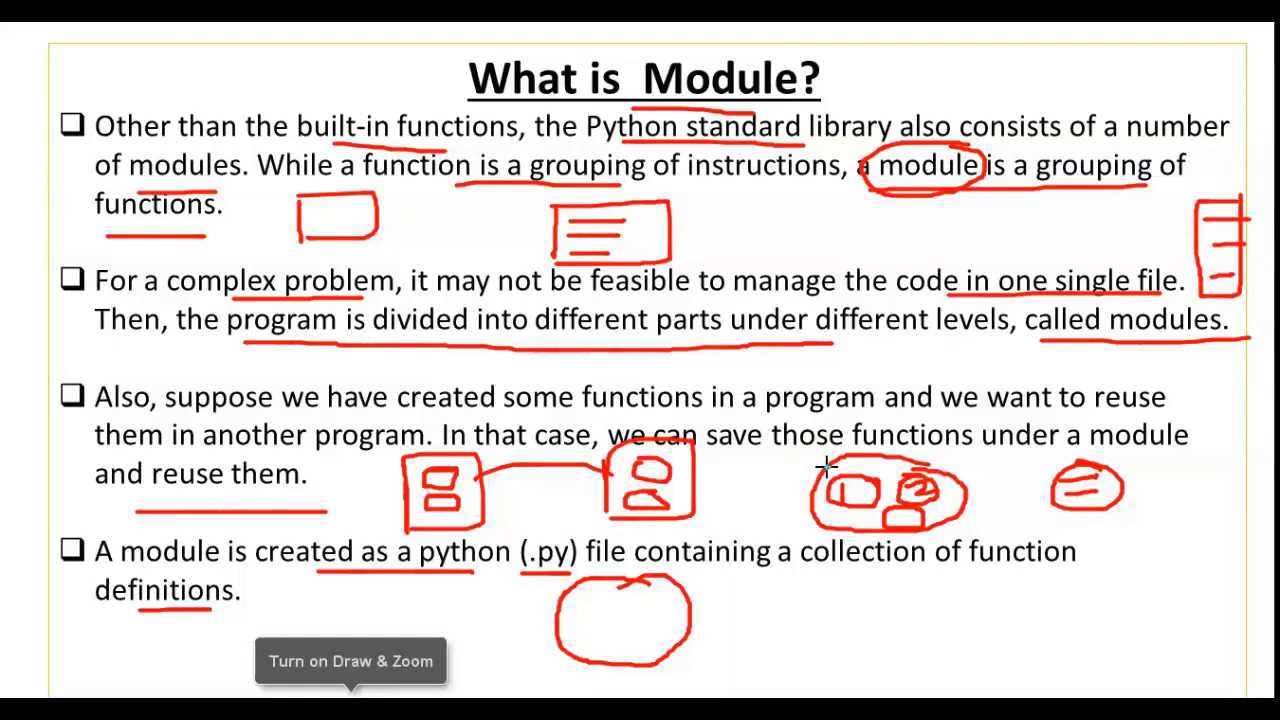 What is Module?
Other than the built-in functions, the Python standard library also consists of a number
of modules. While a function is a grouping of instructions, a module is a grouping of
functions.
For a complex problem, it may not be feasible to manage the code in one single file.
Then, the program is divided into different parts under different levels, called modules.
Also, suppose we have created some functions in a program and we want to reuse
them in another program. In that case, we can save those functions under a module
and reuse them.
1 2
A module is created as a python (.py) file containing a collection of function
definitions.
Turn on Draw & Zoom